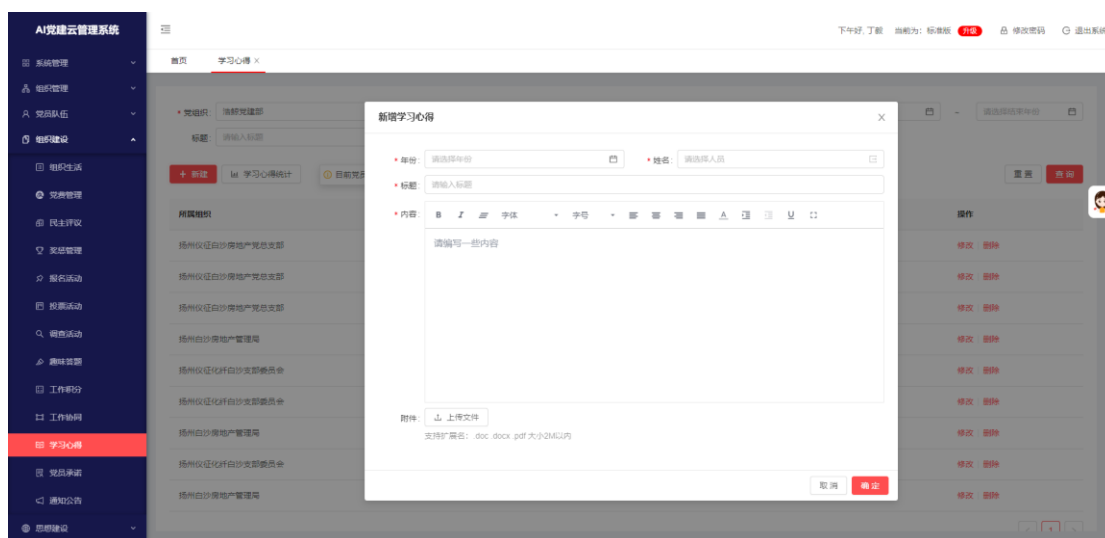 AI党建云管理系统
下午好, 丁毅 当前为: 标准版 升级 修改密码 退出系统
系统管理
组织管理
党员队伍
组织建设
组织生活
党费管理
民主评议
奖惩管理
报名活动
投票活动
调查活动
趣味答题
工作积分
工作协同
学习心得
党员承诺
通知公告
思想建设
首页 学习心得 ×
* 党组织:
标题: 请输入标题
- 请选择结束年份
+ 新建 学习心得统计 目前党员
重置 查询
所属组织 操作
扬州仪征白沙房地产党总支部 修改 删除
扬州仪征白沙房地产党总支部 修改 删除
扬州仪征白沙房地产党总支部 修改 删除
扬州白沙房地产管理局 修改 删除
扬州仪征化纤白沙支部委员会 修改 删除
扬州仪征化纤白沙支部委员会 修改 删除
扬州白沙房地产管理局 修改 删除
扬州仪征化纤白沙支部委员会 修改 删除
扬州白沙房地产管理局 修改 删除
< 1 >
新增学习心得 ×
* 年份: 请选择年份 * 姓名: 请选择人员
* 标题: 请输入标题
* 内容: B I 字体 字号 A U
请编写一些内容
附件: 上传文件
支持扩展名: .doc .docx .pdf 大小2M以内
取消 确定